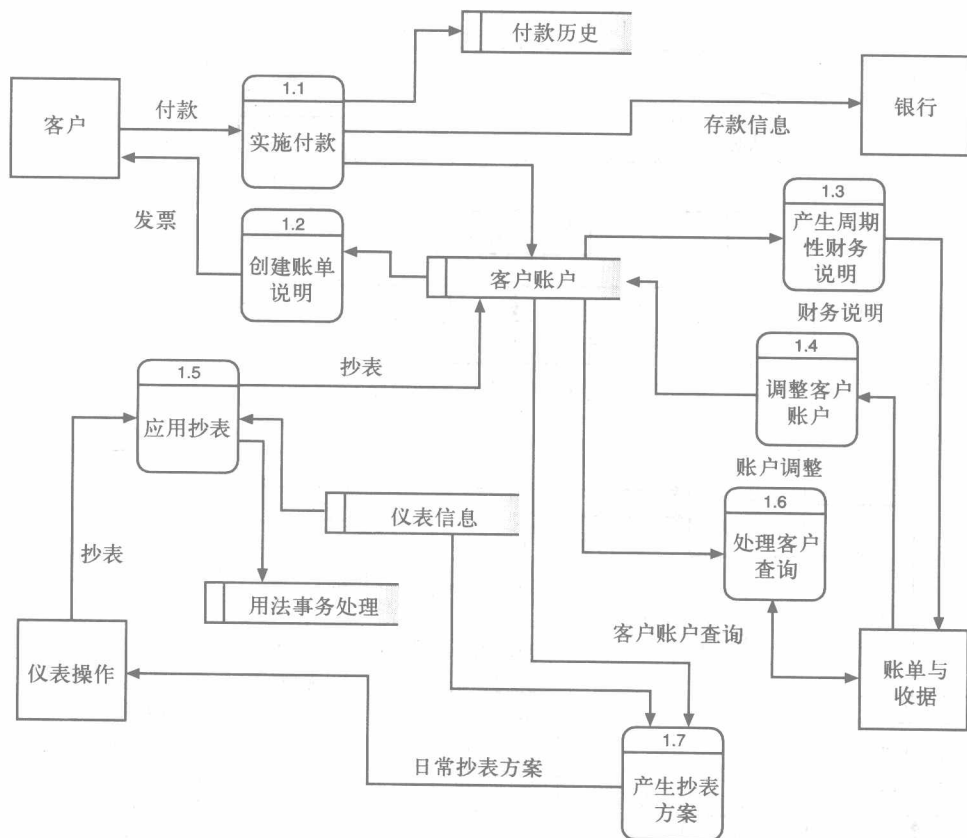 付款历史
客户
付款
1.1
实施付款
存款信息
银行
发票
1.2
创建账单
说明
客户账户
1.3
产生周期
性财务
说明
财务说明
1.4
调整客户
账户
账户调整
抄表
1.5
应用抄表
仪表信息
1.6
处理客户
查询
抄表
用法事务处理
客户账户查询
仪表操作
账单与
收据
日常抄表方案
1.7
产生抄表
方案